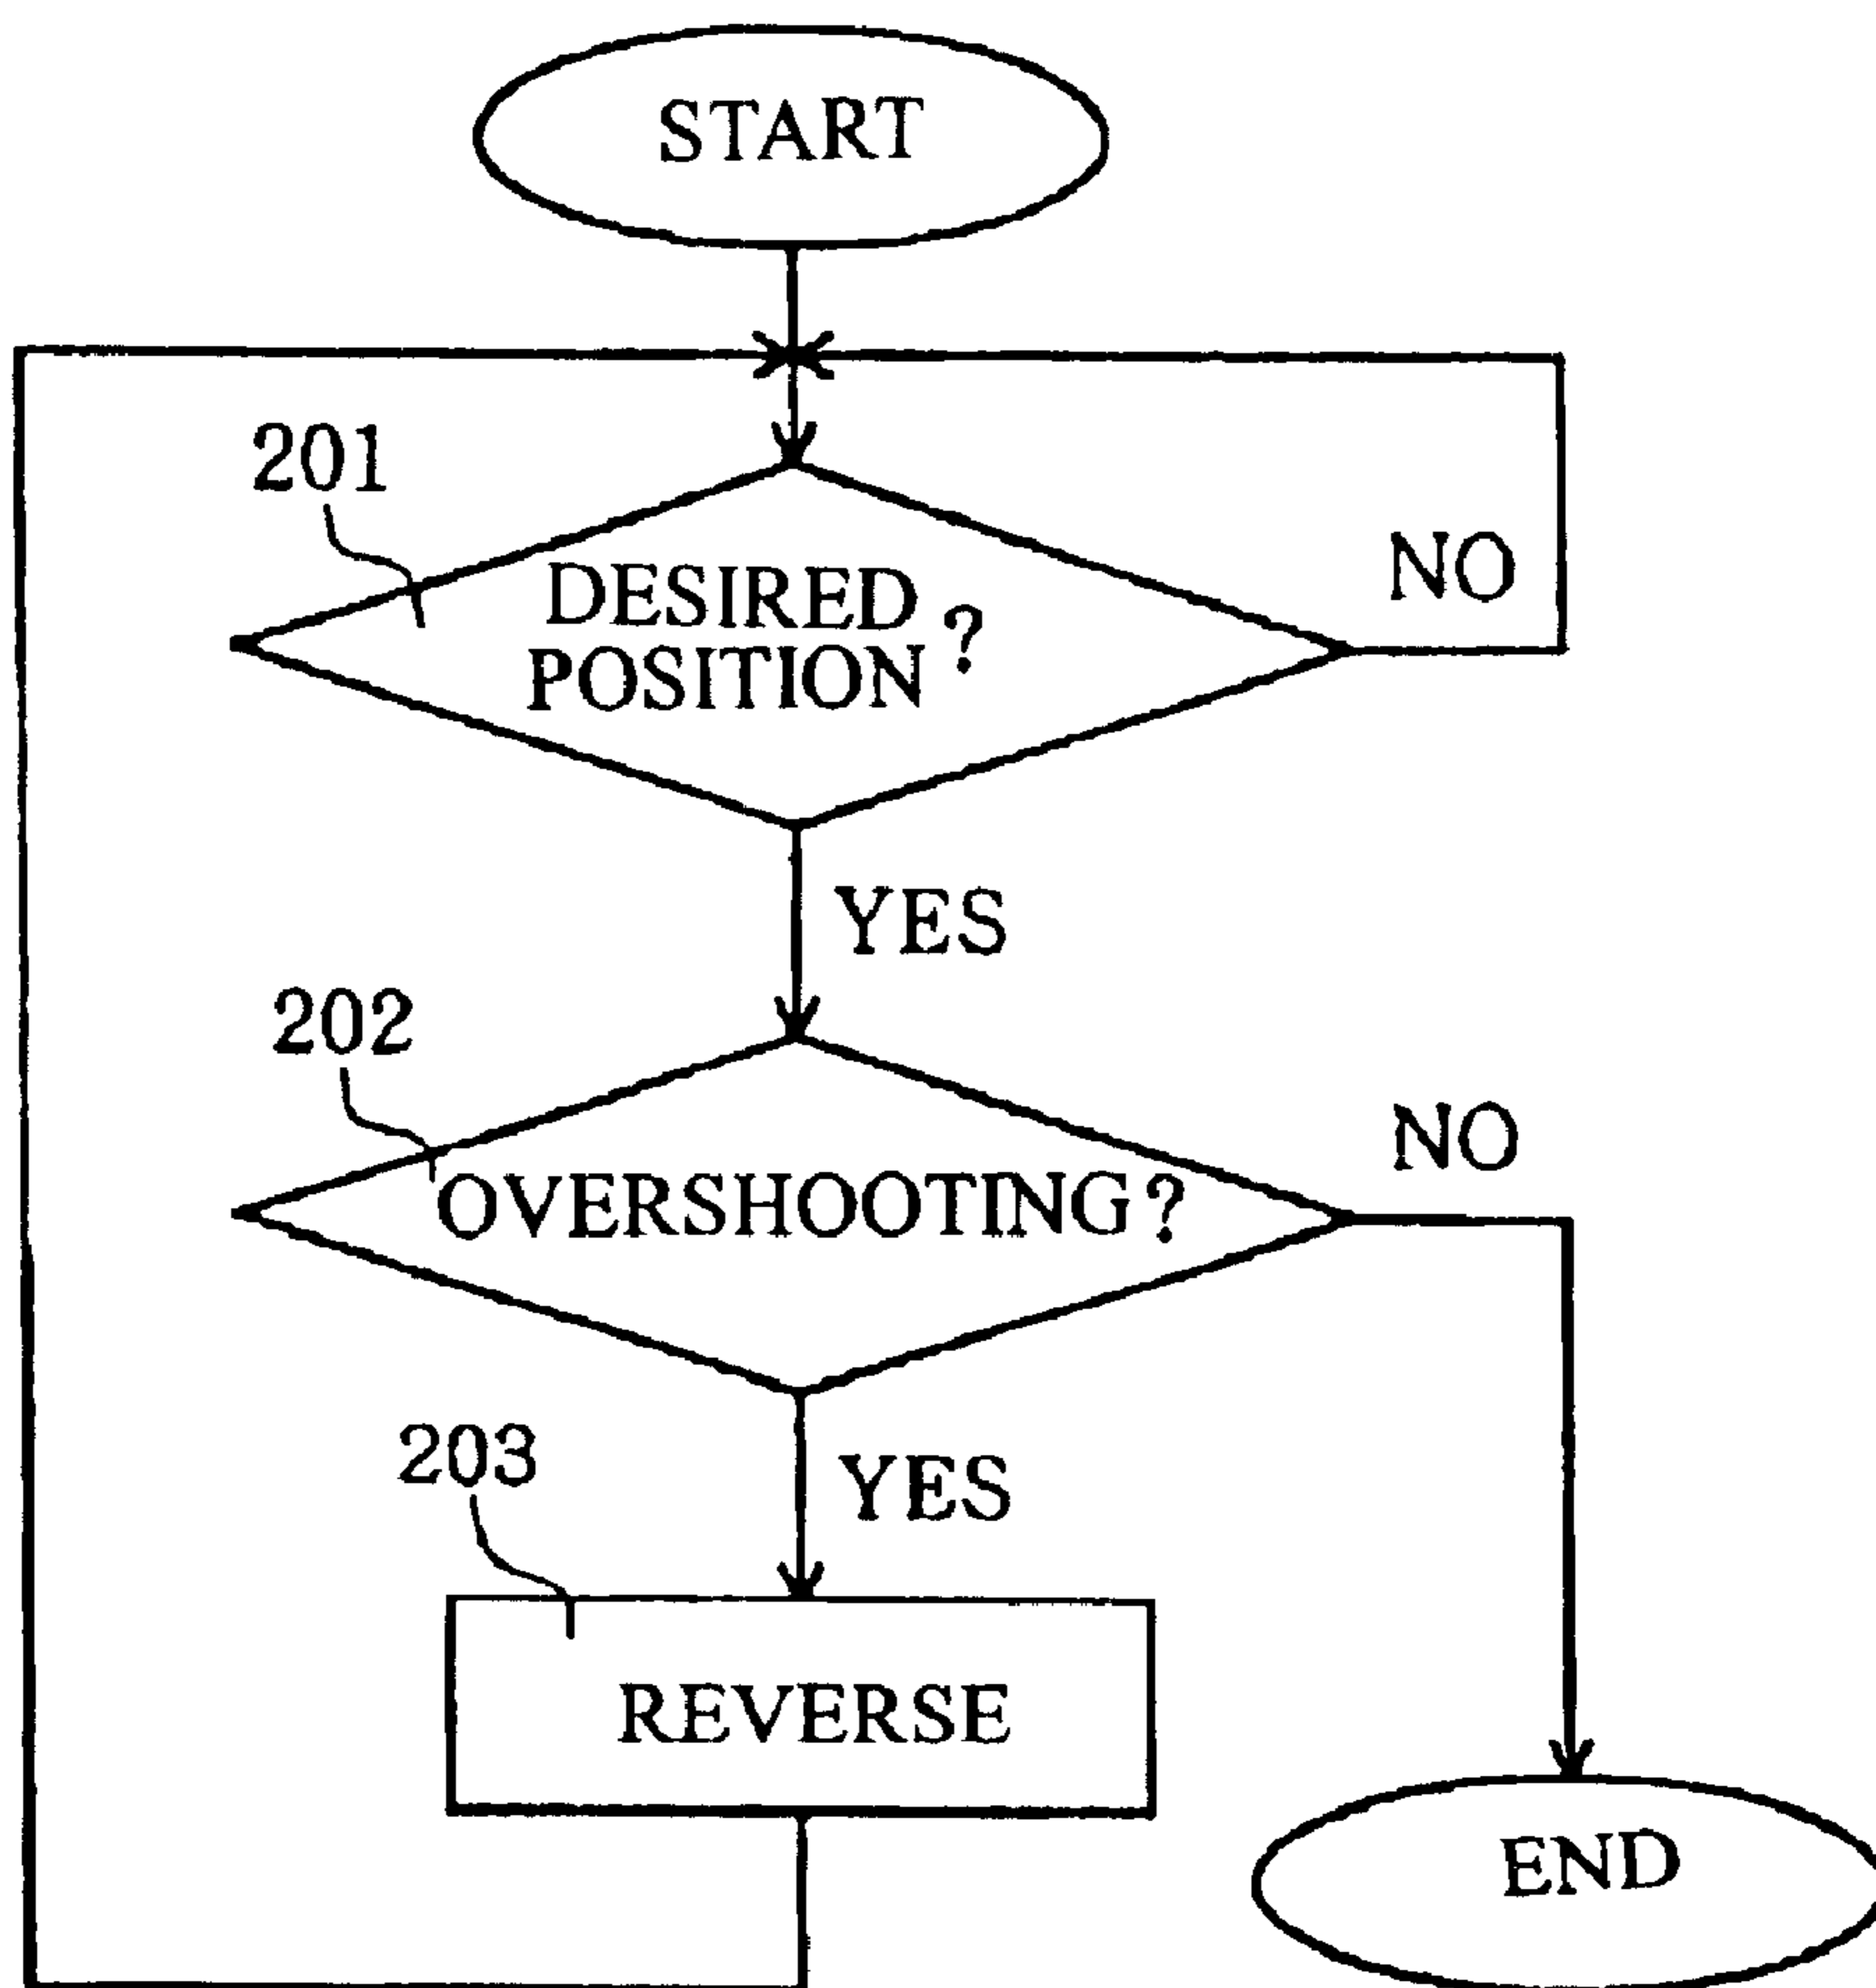 START
201
DESIRED
POSITION ?
NO
YES
202
OVERSHOOTING?
NO
203
YES
REVERSE
END